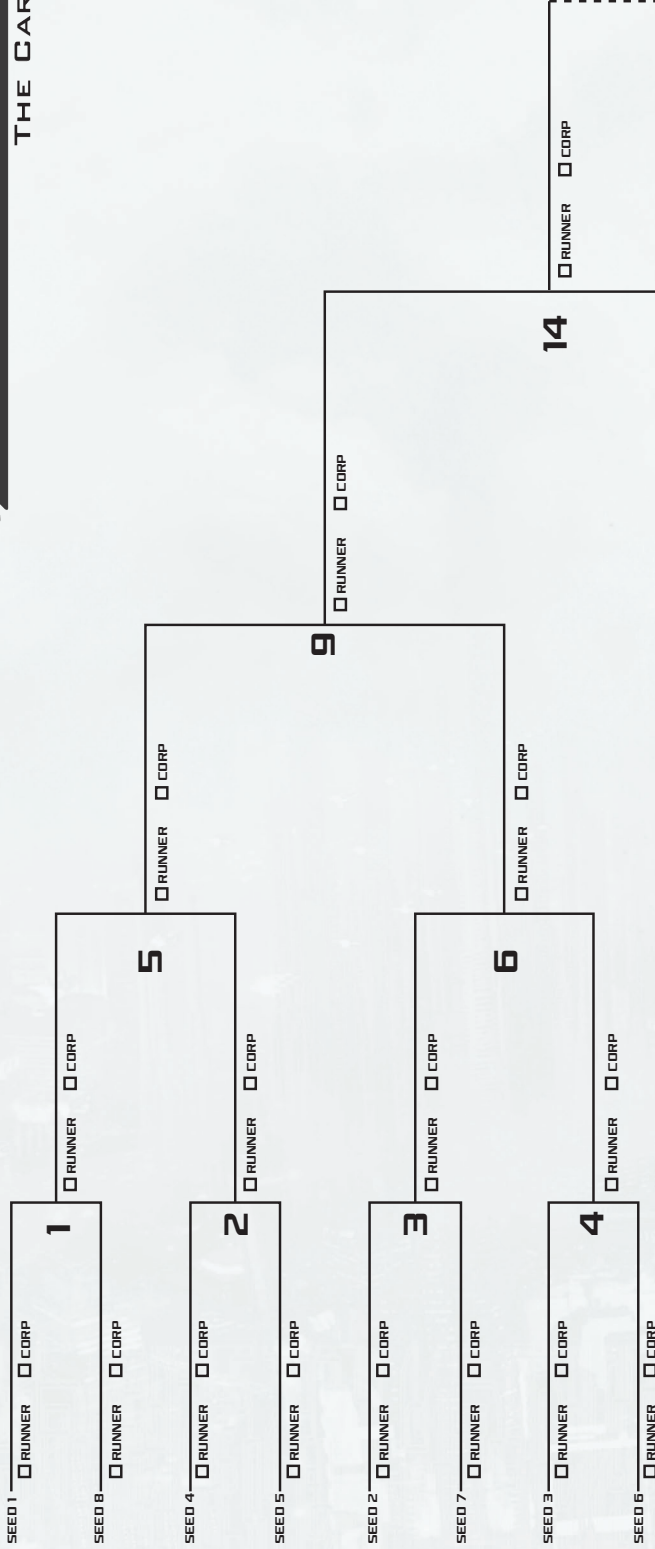 THE CAR
SEED 1
RUNNER CORP
1
RUNNER CORP
SEED 8
RUNNER CORP
5
RUNNER CORP
SEED 4
RUNNER CORP
2
RUNNER CORP
SEED 5
RUNNER CORP
9
RUNNER CORP
SEED 2
RUNNER CORP
3
RUNNER CORP
SEED 7
RUNNER CORP
6
RUNNER CORP
SEED 3
RUNNER CORP
14
RUNNER CORP
4
RUNNER CORP
SEED 6
RUNNER CORP